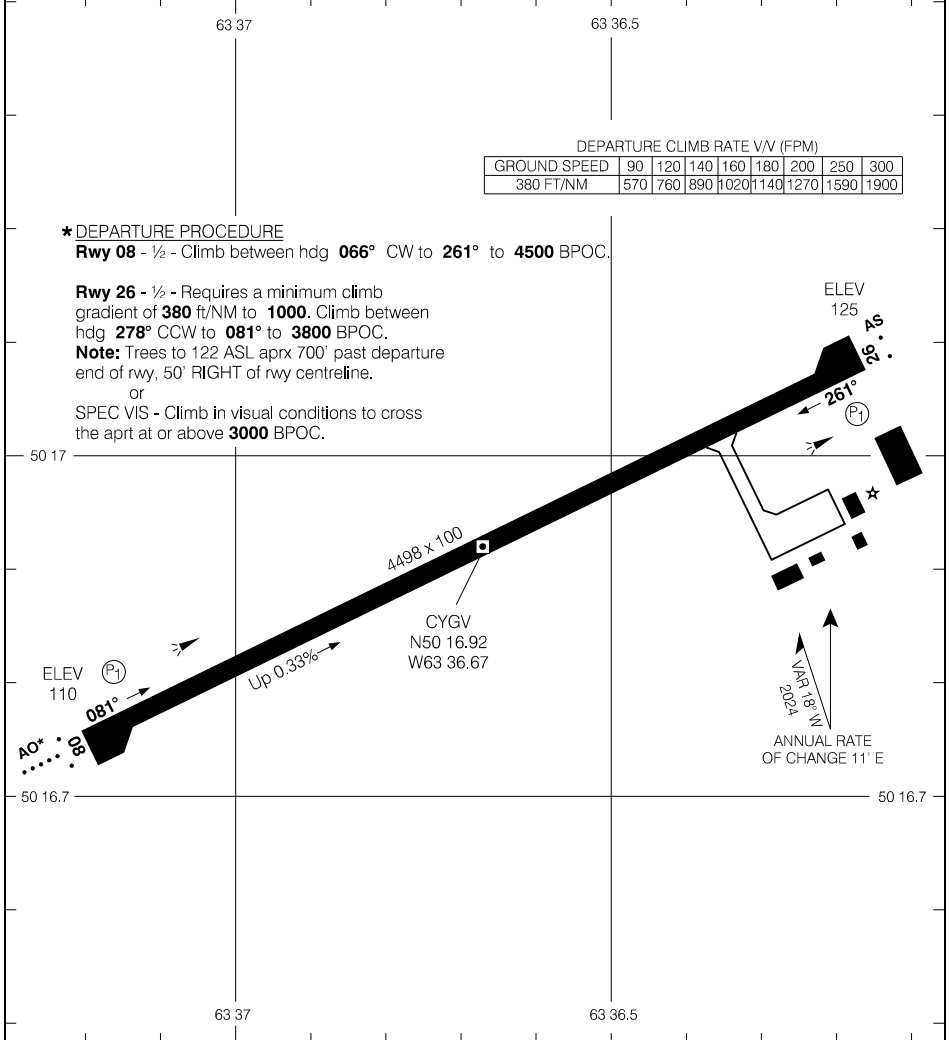 63 37 63 36.5
DEPARTURE CLIMB RATE V/V (FPM)
GROUND SPEED 90 120 140 160 180 200 250 300
380 FT/NM 570 760 890 1020 1140 1270 1590 1900
* DEPARTURE PROCEDURE
Rwy 08 - ½ - Climb between hdg 066° CW to 261° to 4500 BPOC.
Rwy 26 - ½ - Requires a minimum climb
gradient of 380 ft/NM to 1000. Climb between
hdg 278° CCW to 081° to 3800 BPOC.
Note: Trees to 122 ASL aprx 700' past departure
end of rwy, 50' RIGHT of rwy centreline.
or
SPEC VIS - Climb in visual conditions to cross
the aprt at or above 3000 BPOC.
ELEV
125
AS
26
261°
P1
50 17
4498 x 100
CYGV
N50 16.92
W63 36.67
Up 0.33%
ELEV
110
P1
081°
08
AO*
VAR 18° W
2024
ANNUAL RATE
OF CHANGE 11' E
50 16.7 50 16.7
63 37 63 36.5